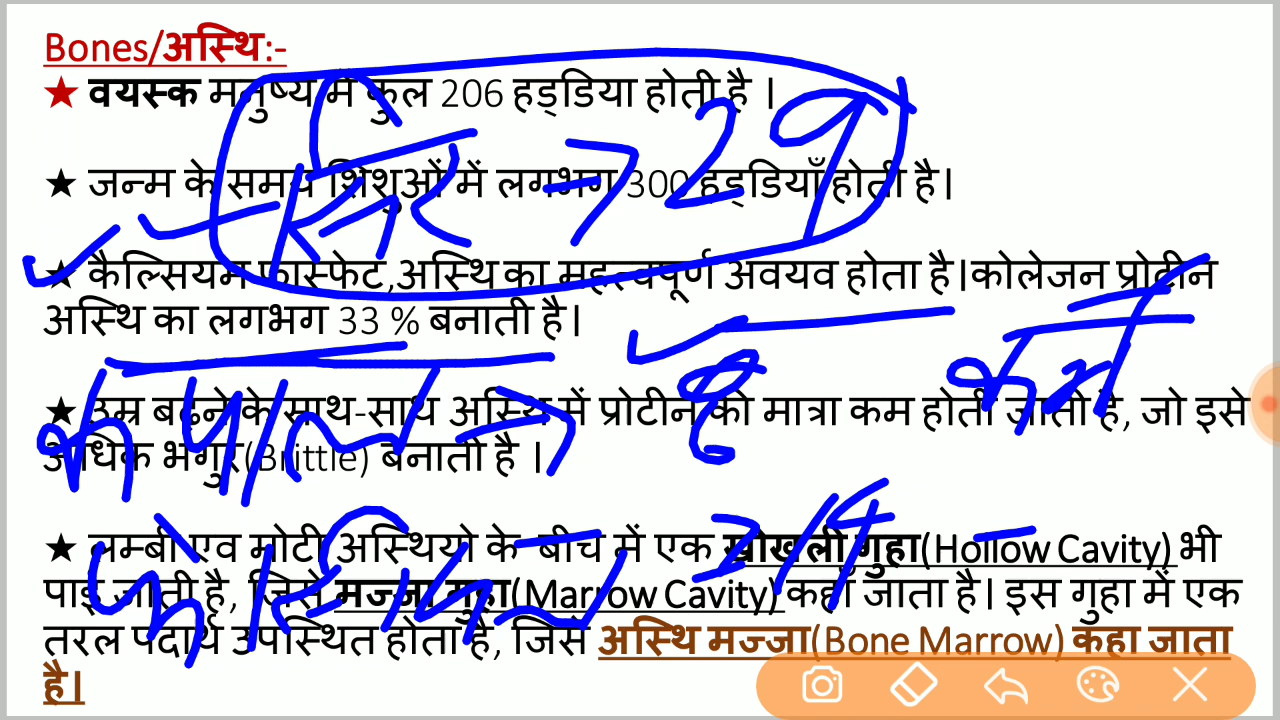 Bones/अस्थि:-
★ वयस्क मनुष्य में कुल 206 हड्डिया होती है ।
★ जन्म के समय शिशुओं में लगभग 300 हड्डियाँ होती है।
★ कैल्सियम फास्फेट,अस्थि का महत्वपूर्ण अवयव होता है।कोलेजन प्रोटीन
अस्थि का लगभग 33 % बनाती है।
★ उम्र बढ़ने के साथ-साथ अस्थि में प्रोटीन की मात्रा कम होती जाती है, जो इसे
अधिक भंगुर(Brittle) बनाती है ।
★ लम्बी एव मोटी अस्थियो के बीच में एक खोखली गुहा(Hollow Cavity) भी
पाइ जाती है, जिसे मज्जा गुहा(Marrow Cavity) कहा जाता है। इस गुहा में एक
तरल पदार्थ उपस्थित होता है, जिसे अस्थि मज्जा(Bone Marrow) कहा जाता
है।
29